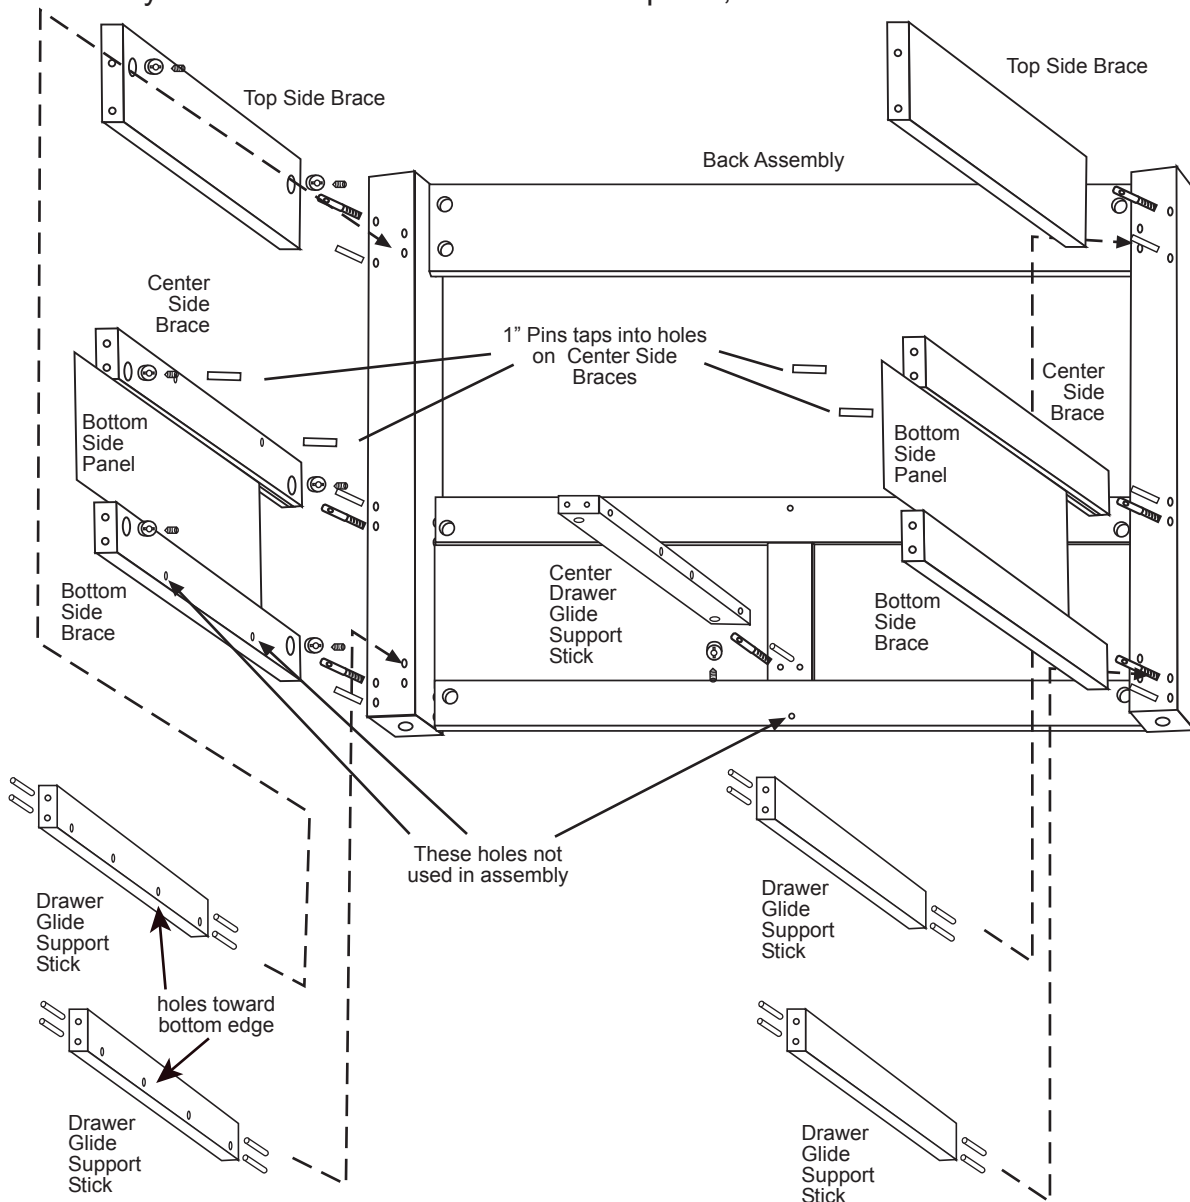 Top Side Brace
Top Side Brace
Back Assembly
Center
Side
Brace
1” Pins taps into holes
on Center Side
Braces
Center
Side
Brace
Bottom
Side
Panel
Bottom
Side
Panel
Bottom
Side
Brace
Center
Drawer
Glide
Support
Stick
Bottom
Side
Brace
These holes not
used in assembly
Drawer
Glide
Support
Stick
Drawer
Glide
Support
Stick
holes toward
bottom edge
Drawer
Glide
Support
Stick
Drawer
Glide
Support
Stick